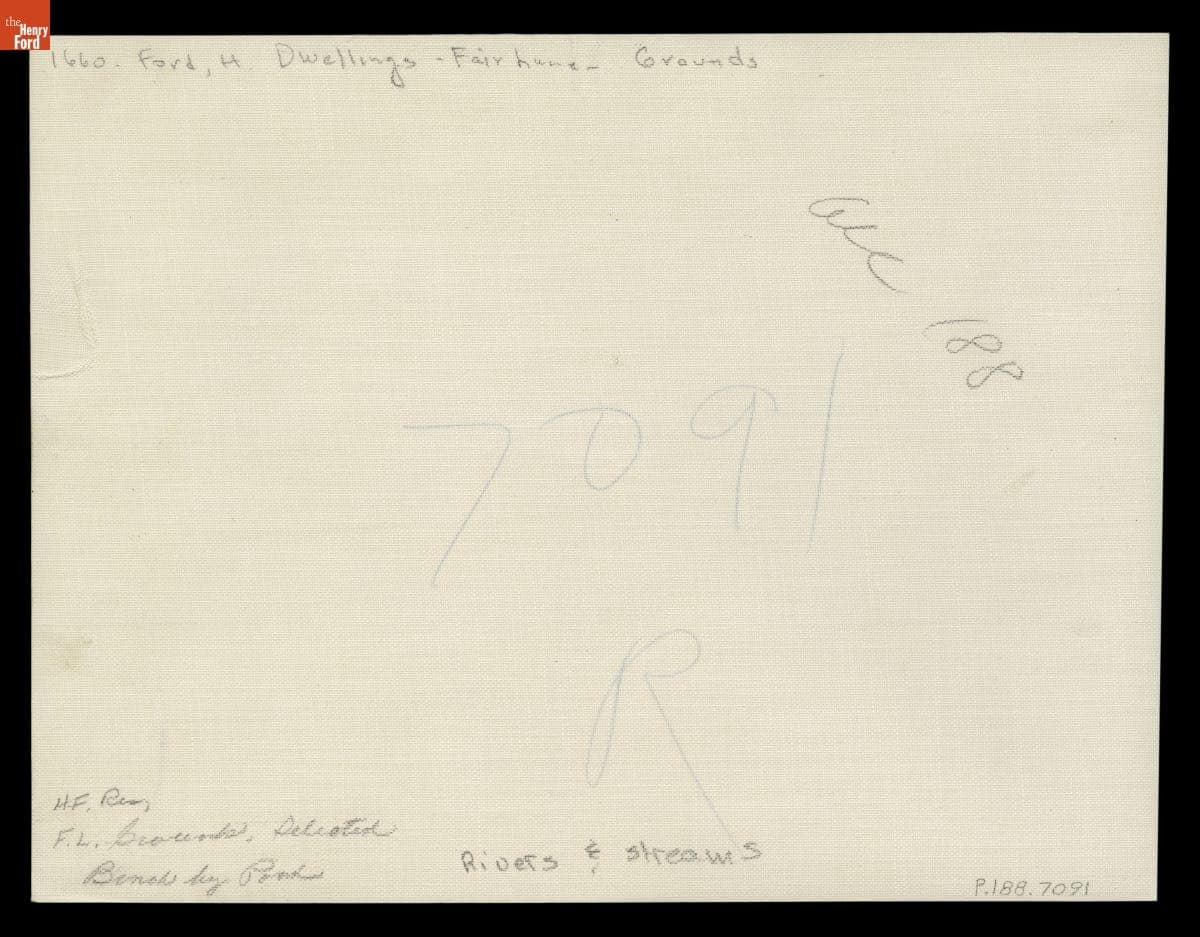 the Henry Ford
1660. Ford, H. Dwellings - Fair Lane - Grounds
188
7091
R
H.F. Res,
F.L. Grounds, Selected
Bench by Pond
Rivers & streams
P.188.7091